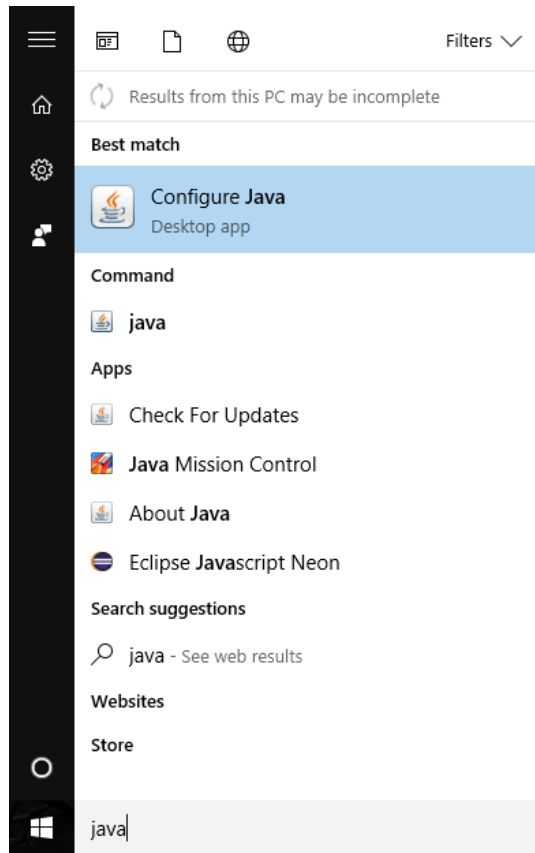 Filters
Results from this PC may be incomplete
Best match
Configure Java
Desktop app
Command
java
Apps
Check For Updates
Java Mission Control
About Java
Eclipse Javascript Neon
Search suggestions
java - See web results
Websites
Store
java